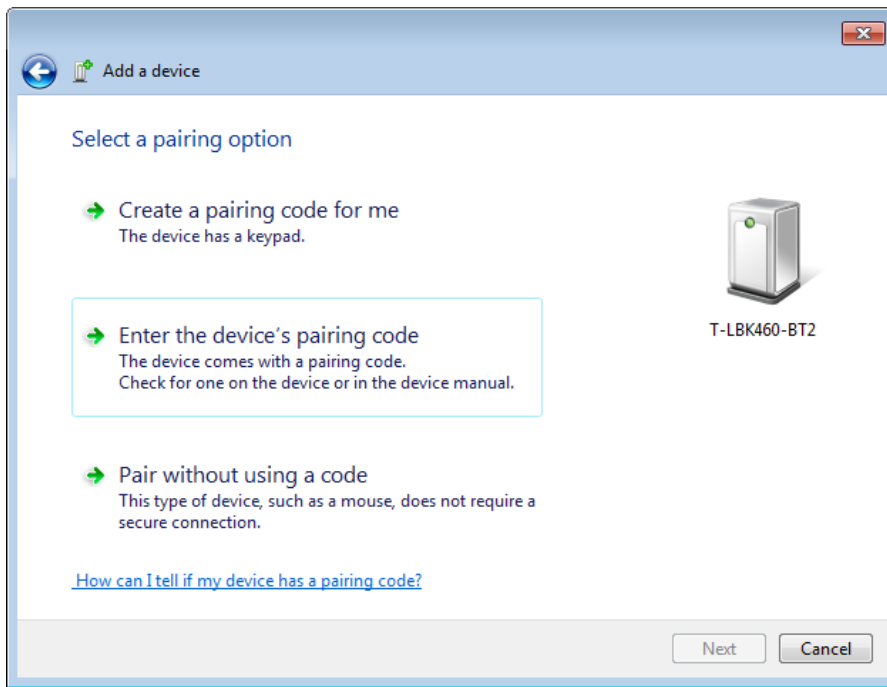 Add a device
Select a pairing option
Create a pairing code for me
The device has a keypad.
Enter the device's pairing code
The device comes with a pairing code.
Check for one on the device or in the device manual.
T-LBK460-BT2
Pair without using a code
This type of device, such as a mouse, does not require a
secure connection.
How can I tell if my device has a pairing code?
Next
Cancel